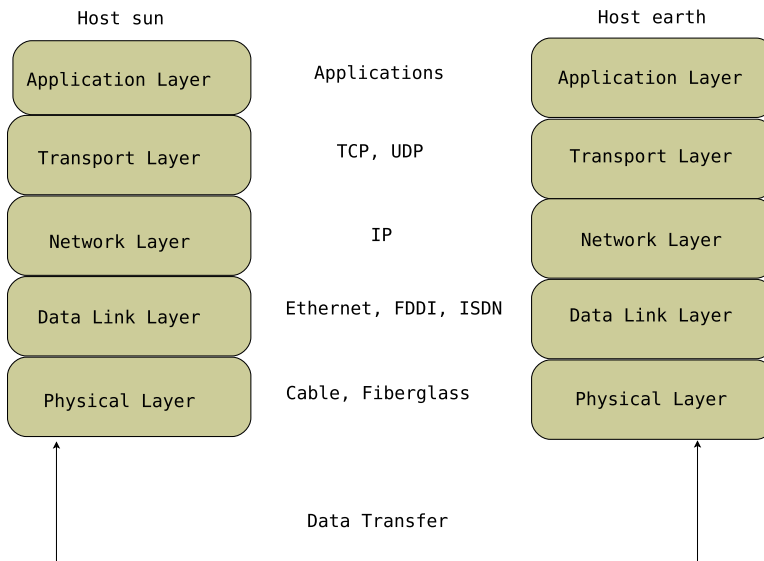 Host sun
Host earth
Application Layer
Applications
Application Layer
Transport Layer
TCP, UDP
Transport Layer
Network Layer
IP
Network Layer
Data Link Layer
Ethernet, FDDI, ISDN
Data Link Layer
Physical Layer
Cable, Fiberglass
Physical Layer
Data Transfer